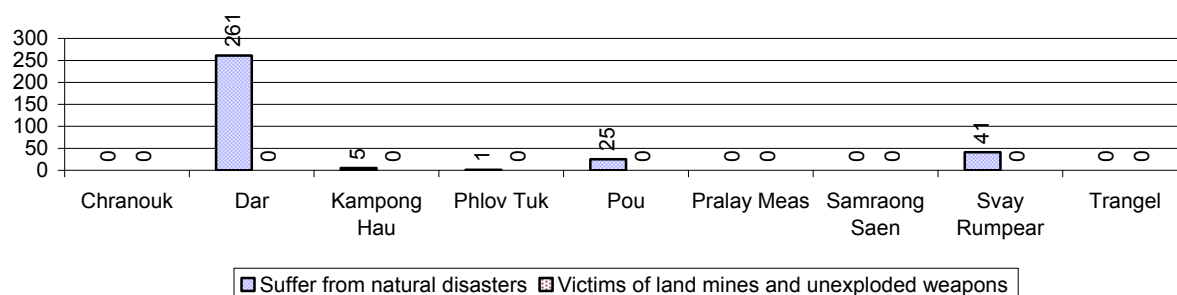 300
250
200
150
100
50
0
0 0 261 0 5 0 1 0 25 0 0 0 0 0 41 0 0 0
Chranouk Dar Kampong Hau Phlov Tuk Pou Pralay Meas Samraong Saen Svay Rumpear Trangel
Suffer from natural disasters Victims of land mines and unexploded weapons